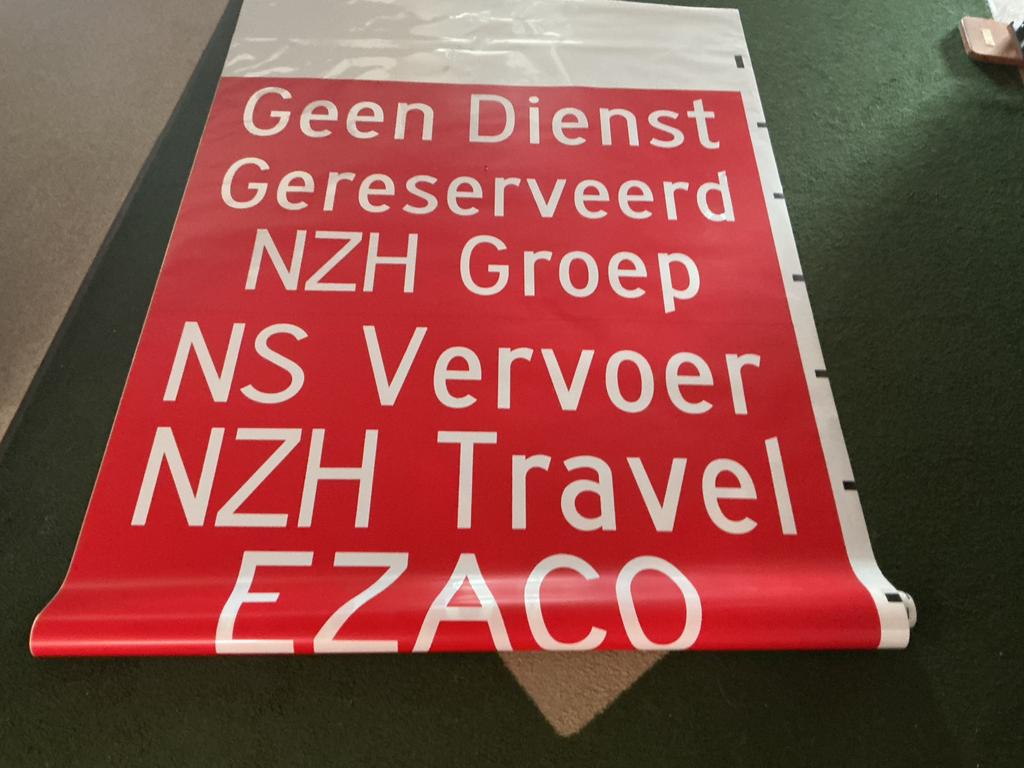 Geen Dienst
Gereserveerd
NZH Groep
NS Vervoer
NZH Travel
EZACO